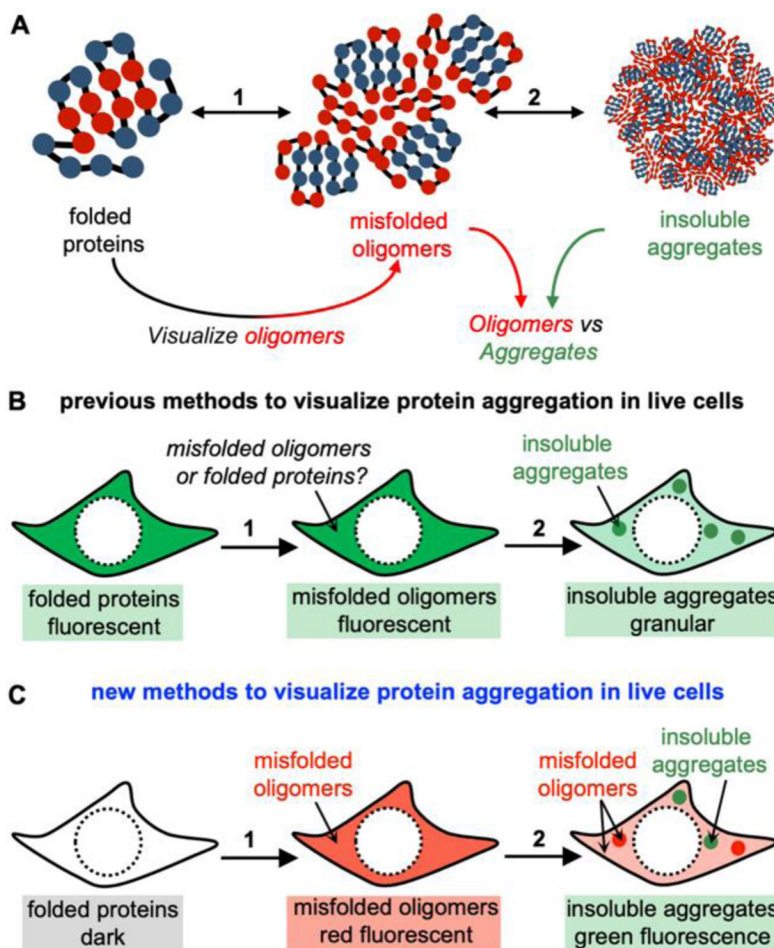 A
1
2
folded
proteins
misfolded
oligomers
insoluble
aggregates
Visualize oligomers
Oligomers vs
Aggregates
B previous methods to visualize protein aggregation in live cells
misfolded oligomers
or folded proteins?
insoluble
aggregates
1
2
folded proteins
fluorescent
misfolded oligomers
fluorescent
insoluble aggregates
granular
C new methods to visualize protein aggregation in live cells
misfolded
oligomers
misfolded
oligomers
insoluble
aggregates
1
2
folded proteins
dark
misfolded oligomers
red fluorescent
insoluble aggregates
green fluorescence